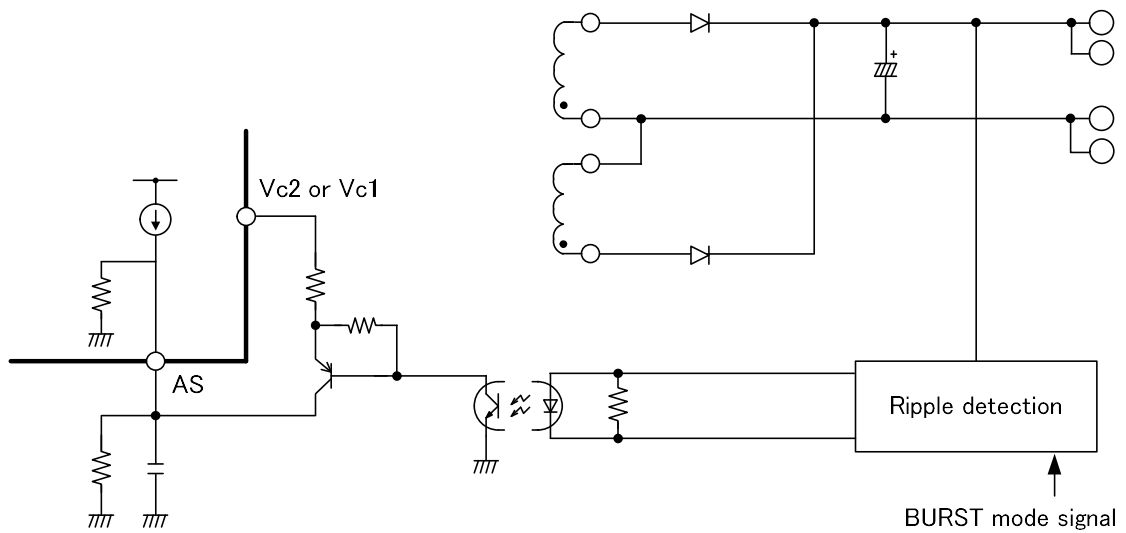 Vc2 or Vc1
AS
+
Ripple detection
BURST mode signal